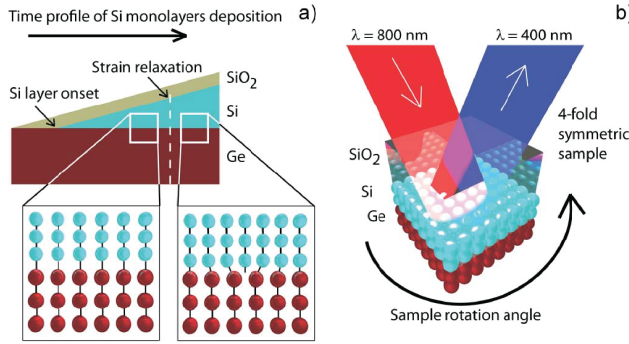 Time profile of Si monolayers deposition
a)
Strain relaxation
SiO2
Si layer onset
Si
Ge
b)
λ = 800 nm
λ = 400 nm
4-fold
symmetric
sample
SiO2
Si
Ge
Sample rotation angle